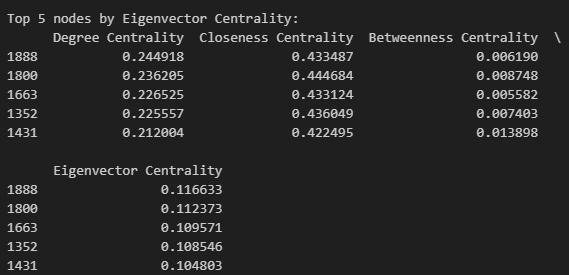 Top 5 nodes by Eigenvector Centrality:
      Degree Centrality  Closeness Centrality  Betweenness Centrality  \
1888           0.244918              0.433487                0.006190
1800           0.236205              0.444684                0.008748
1663           0.226525              0.433124                0.005582
1352           0.225557              0.436049                0.007403
1431           0.212004              0.422495                0.013898

      Eigenvector Centrality
1888                0.116633
1800                0.112373
1663                0.109571
1352                0.108546
1431                0.104803